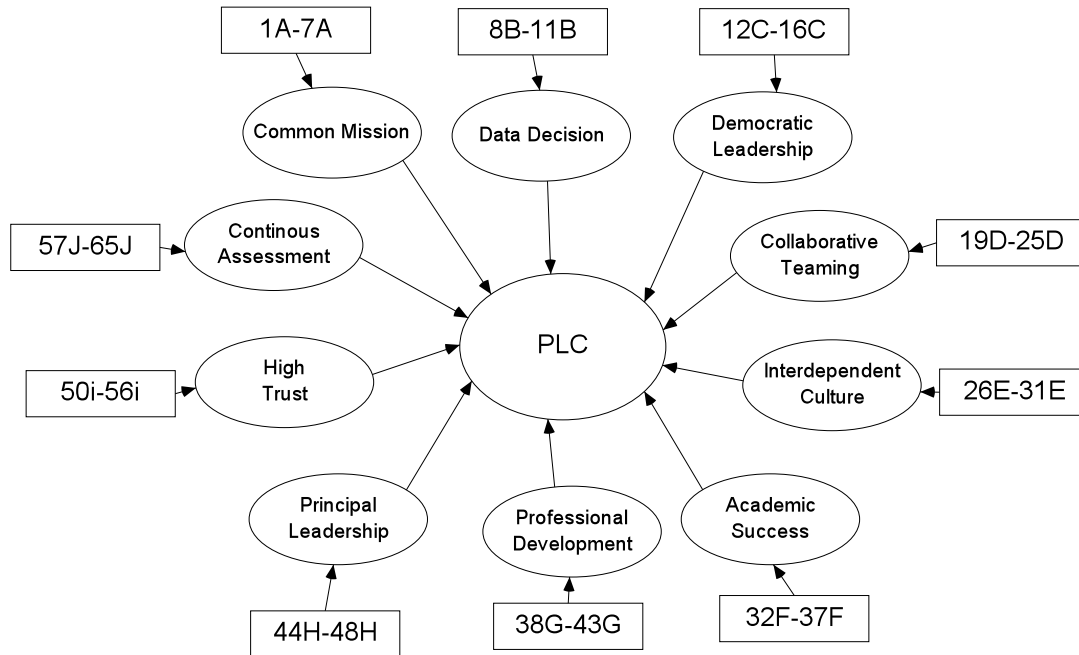 1A-7A
8B-11B
12C-16C
Common Mission
Data Decision
Democratic
Leadership
57J-65J
Continous
Assessment
Collaborative
Teaming
19D-25D
PLC
50i-56i
High
Trust
Interdependent
Culture
26E-31E
Principal
Leadership
Professional
Development
Academic
Success
44H-48H
38G-43G
32F-37F